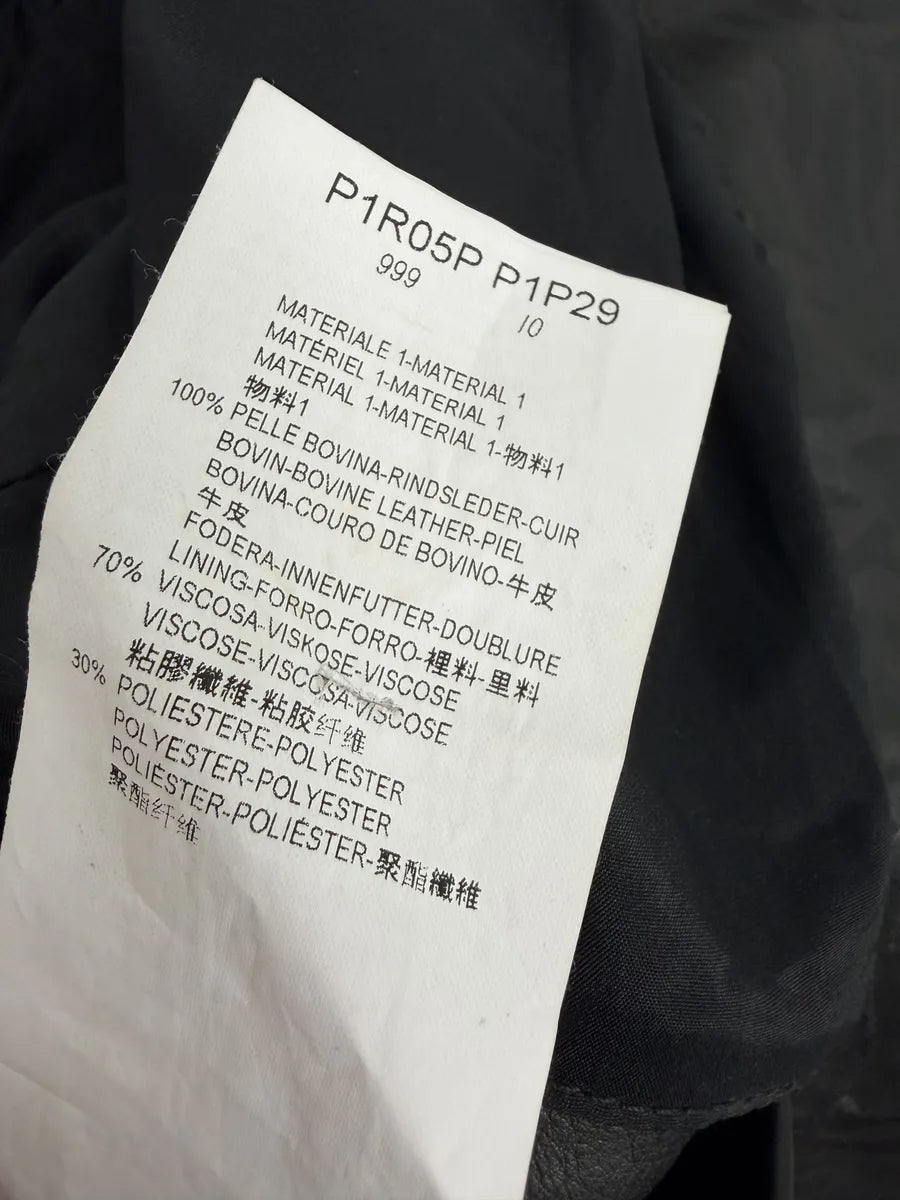 P1R05P P1P29
999 10
MATERIALE 1-MATERIAL 1
MATÉRIEL 1-MATERIAL 1
MATERIAL 1-MATERIAL 1-物料1
物料1
100% PELLE BOVINA-RINDSLEDER-CUIR
BOVIN-BOVINE LEATHER-PIEL
BOVINA-COURO DE BOVINO-牛皮
牛皮
FODERA-INNENFUTTER-DOUBLURE
LINING-FORRO-FORRO-裡料-里料
70% VISCOSA-VISKOSE-VISCOSE
VISCOSE-VISCOSA-VISCOSE
粘膠纖維-粘胶纤维
30% POLIESTERE-POLYESTER
POLYESTER-POLYESTER
POLIÉSTER-POLIÉSTER-聚酯纖維
聚酯纤维